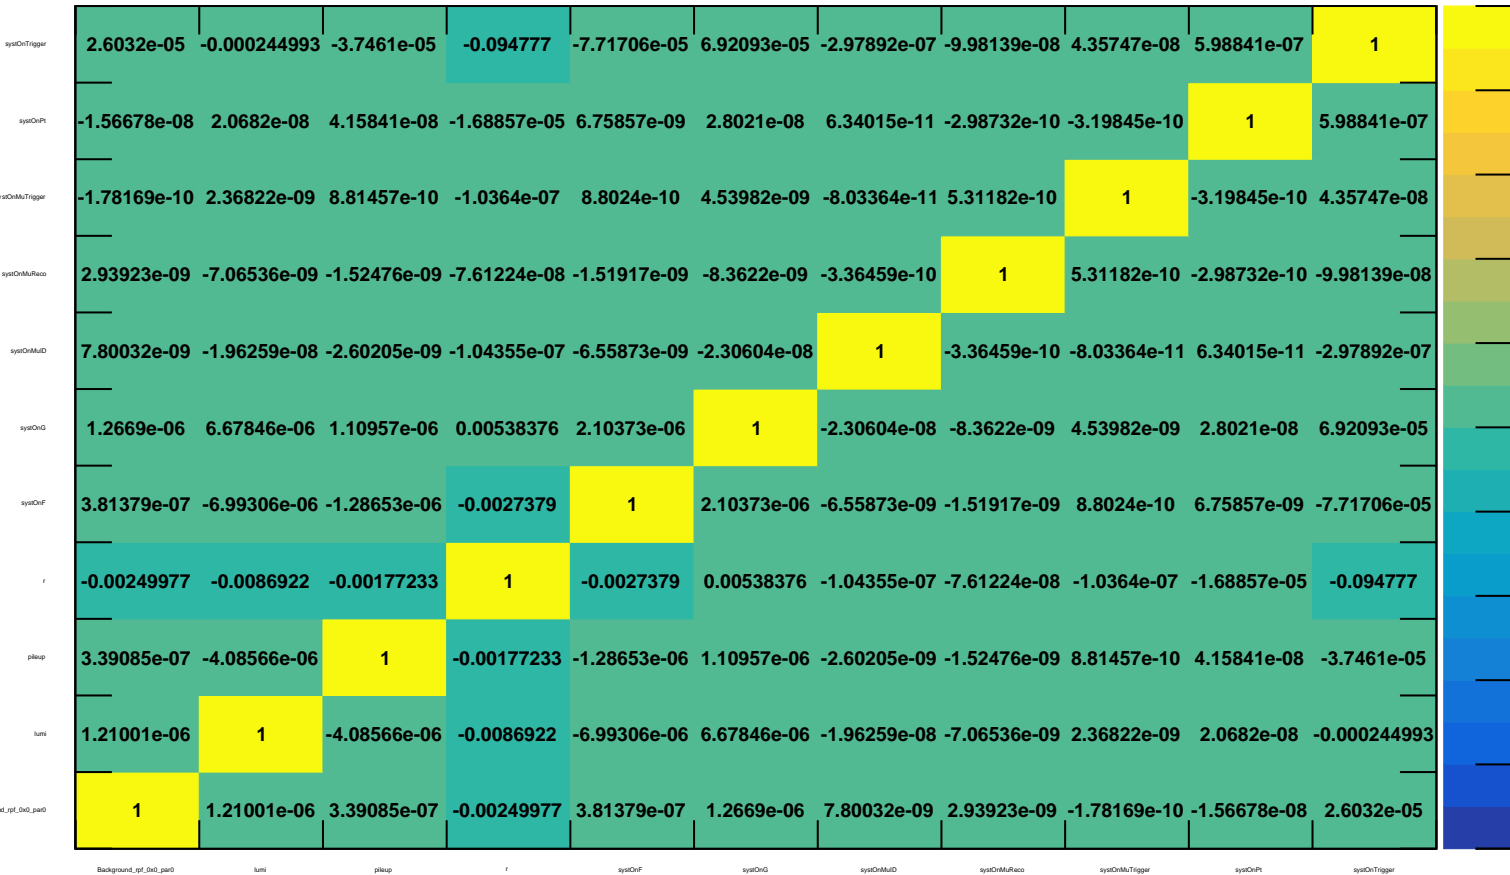 systOnTrigger 2.6032e-05 -0.000244993 -3.7461e-05 -0.094777 -7.71706e-05 6.92093e-05 -2.97892e-07 -9.98139e-08 4.35747e-08 5.98841e-07 1
systOnPt -1.56678e-08 2.0682e-08 4.15841e-08 -1.68857e-05 6.75857e-09 2.8021e-08 6.34015e-11 -2.98732e-10 -3.19845e-10 1 5.98841e-07
stOnMuTrigger -1.78169e-10 2.36822e-09 8.81457e-10 -1.0364e-07 8.8024e-10 4.53982e-09 -8.03364e-11 5.31182e-10 1 -3.19845e-10 4.35747e-08
systOnMuReco 2.93923e-09 -7.06536e-09 -1.52476e-09 -7.61224e-08 -1.51917e-09 -8.3622e-09 -3.36459e-10 1 5.31182e-10 -2.98732e-10 -9.98139e-08
systOnMuID 7.80032e-09 -1.96259e-08 -2.60205e-09 -1.04355e-07 -6.55873e-09 -2.30604e-08 1 -3.36459e-10 -8.03364e-11 6.34015e-11 -2.97892e-07
systOnG 1.2669e-06 6.67846e-06 1.10957e-06 0.00538376 2.10373e-06 1 -2.30604e-08 -8.3622e-09 4.53982e-09 2.8021e-08 6.92093e-05
systOnF 3.81379e-07 -6.99306e-06 -1.28653e-06 -0.0027379 1 2.10373e-06 -6.55873e-09 -1.51917e-09 8.8024e-10 6.75857e-09 -7.71706e-05
r -0.00249977 -0.0086922 -0.00177233 1 -0.0027379 0.00538376 -1.04355e-07 -7.61224e-08 -1.0364e-07 -1.68857e-05 -0.094777
pileup 3.39085e-07 -4.08566e-06 1 -0.00177233 -1.28653e-06 1.10957e-06 -2.60205e-09 -1.52476e-09 8.81457e-10 4.15841e-08 -3.7461e-05
lumi 1.21001e-06 1 -4.08566e-06 -0.0086922 -6.99306e-06 6.67846e-06 -1.96259e-08 -7.06536e-09 2.36822e-09 2.0682e-08 -0.000244993
d_rpf_0x0_par0 1 1.21001e-06 3.39085e-07 -0.00249977 3.81379e-07 1.2669e-06 7.80032e-09 2.93923e-09 -1.78169e-10 -1.56678e-08 2.6032e-05
Background_rpf_0x0_par0 lumi pileup r systOnF systOnG systOnMuID systOnMuReco systOnMuTrigger systOnPt systOnTrigger